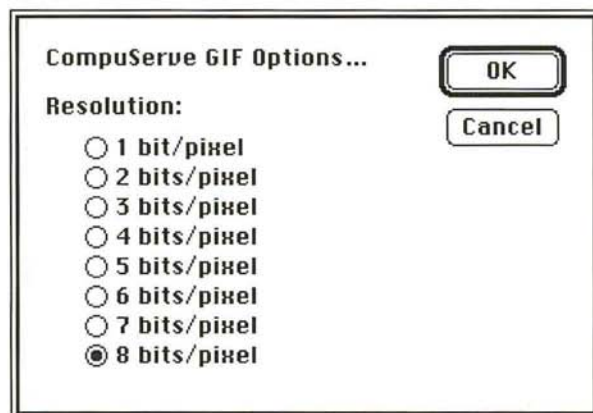 CompuServe GIF Options...
OK
Resolution:
Cancel
1 bit/pixel
2 bits/pixel
3 bits/pixel
4 bits/pixel
5 bits/pixel
6 bits/pixel
7 bits/pixel
8 bits/pixel